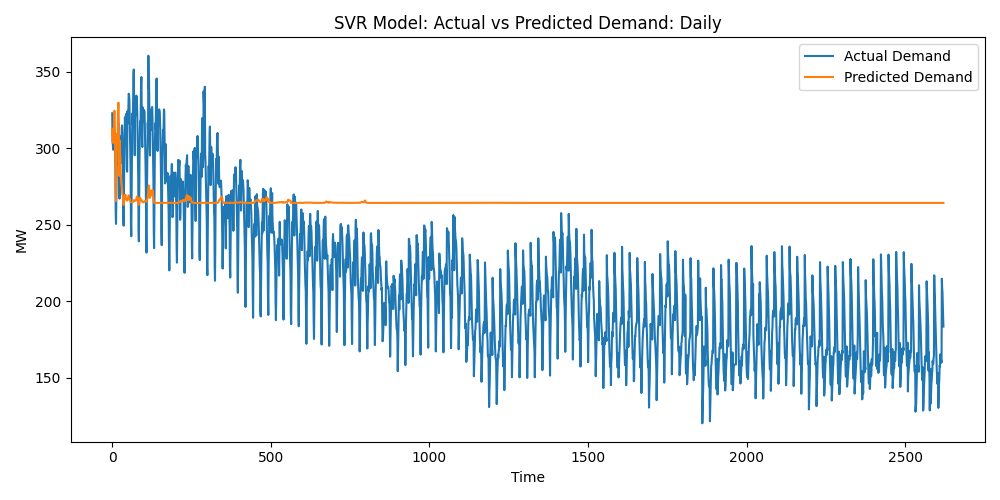 SVR Model: Actual vs Predicted Demand: Daily
Actual Demand
Predicted Demand
MW
350
300
250
200
150
0 500 1000 1500 2000 2500
Time